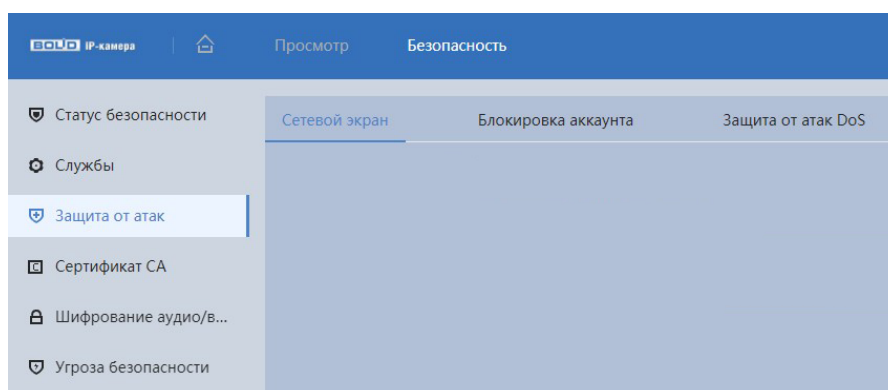 BOLID IP-камера Просмотр Безопасность
Статус безопасности
Сетевой экран Блокировка аккаунта Защита от атак DoS
Службы
Защита от атак
Сертификат CA
Шифрование аудио/в...
Угроза безопасности